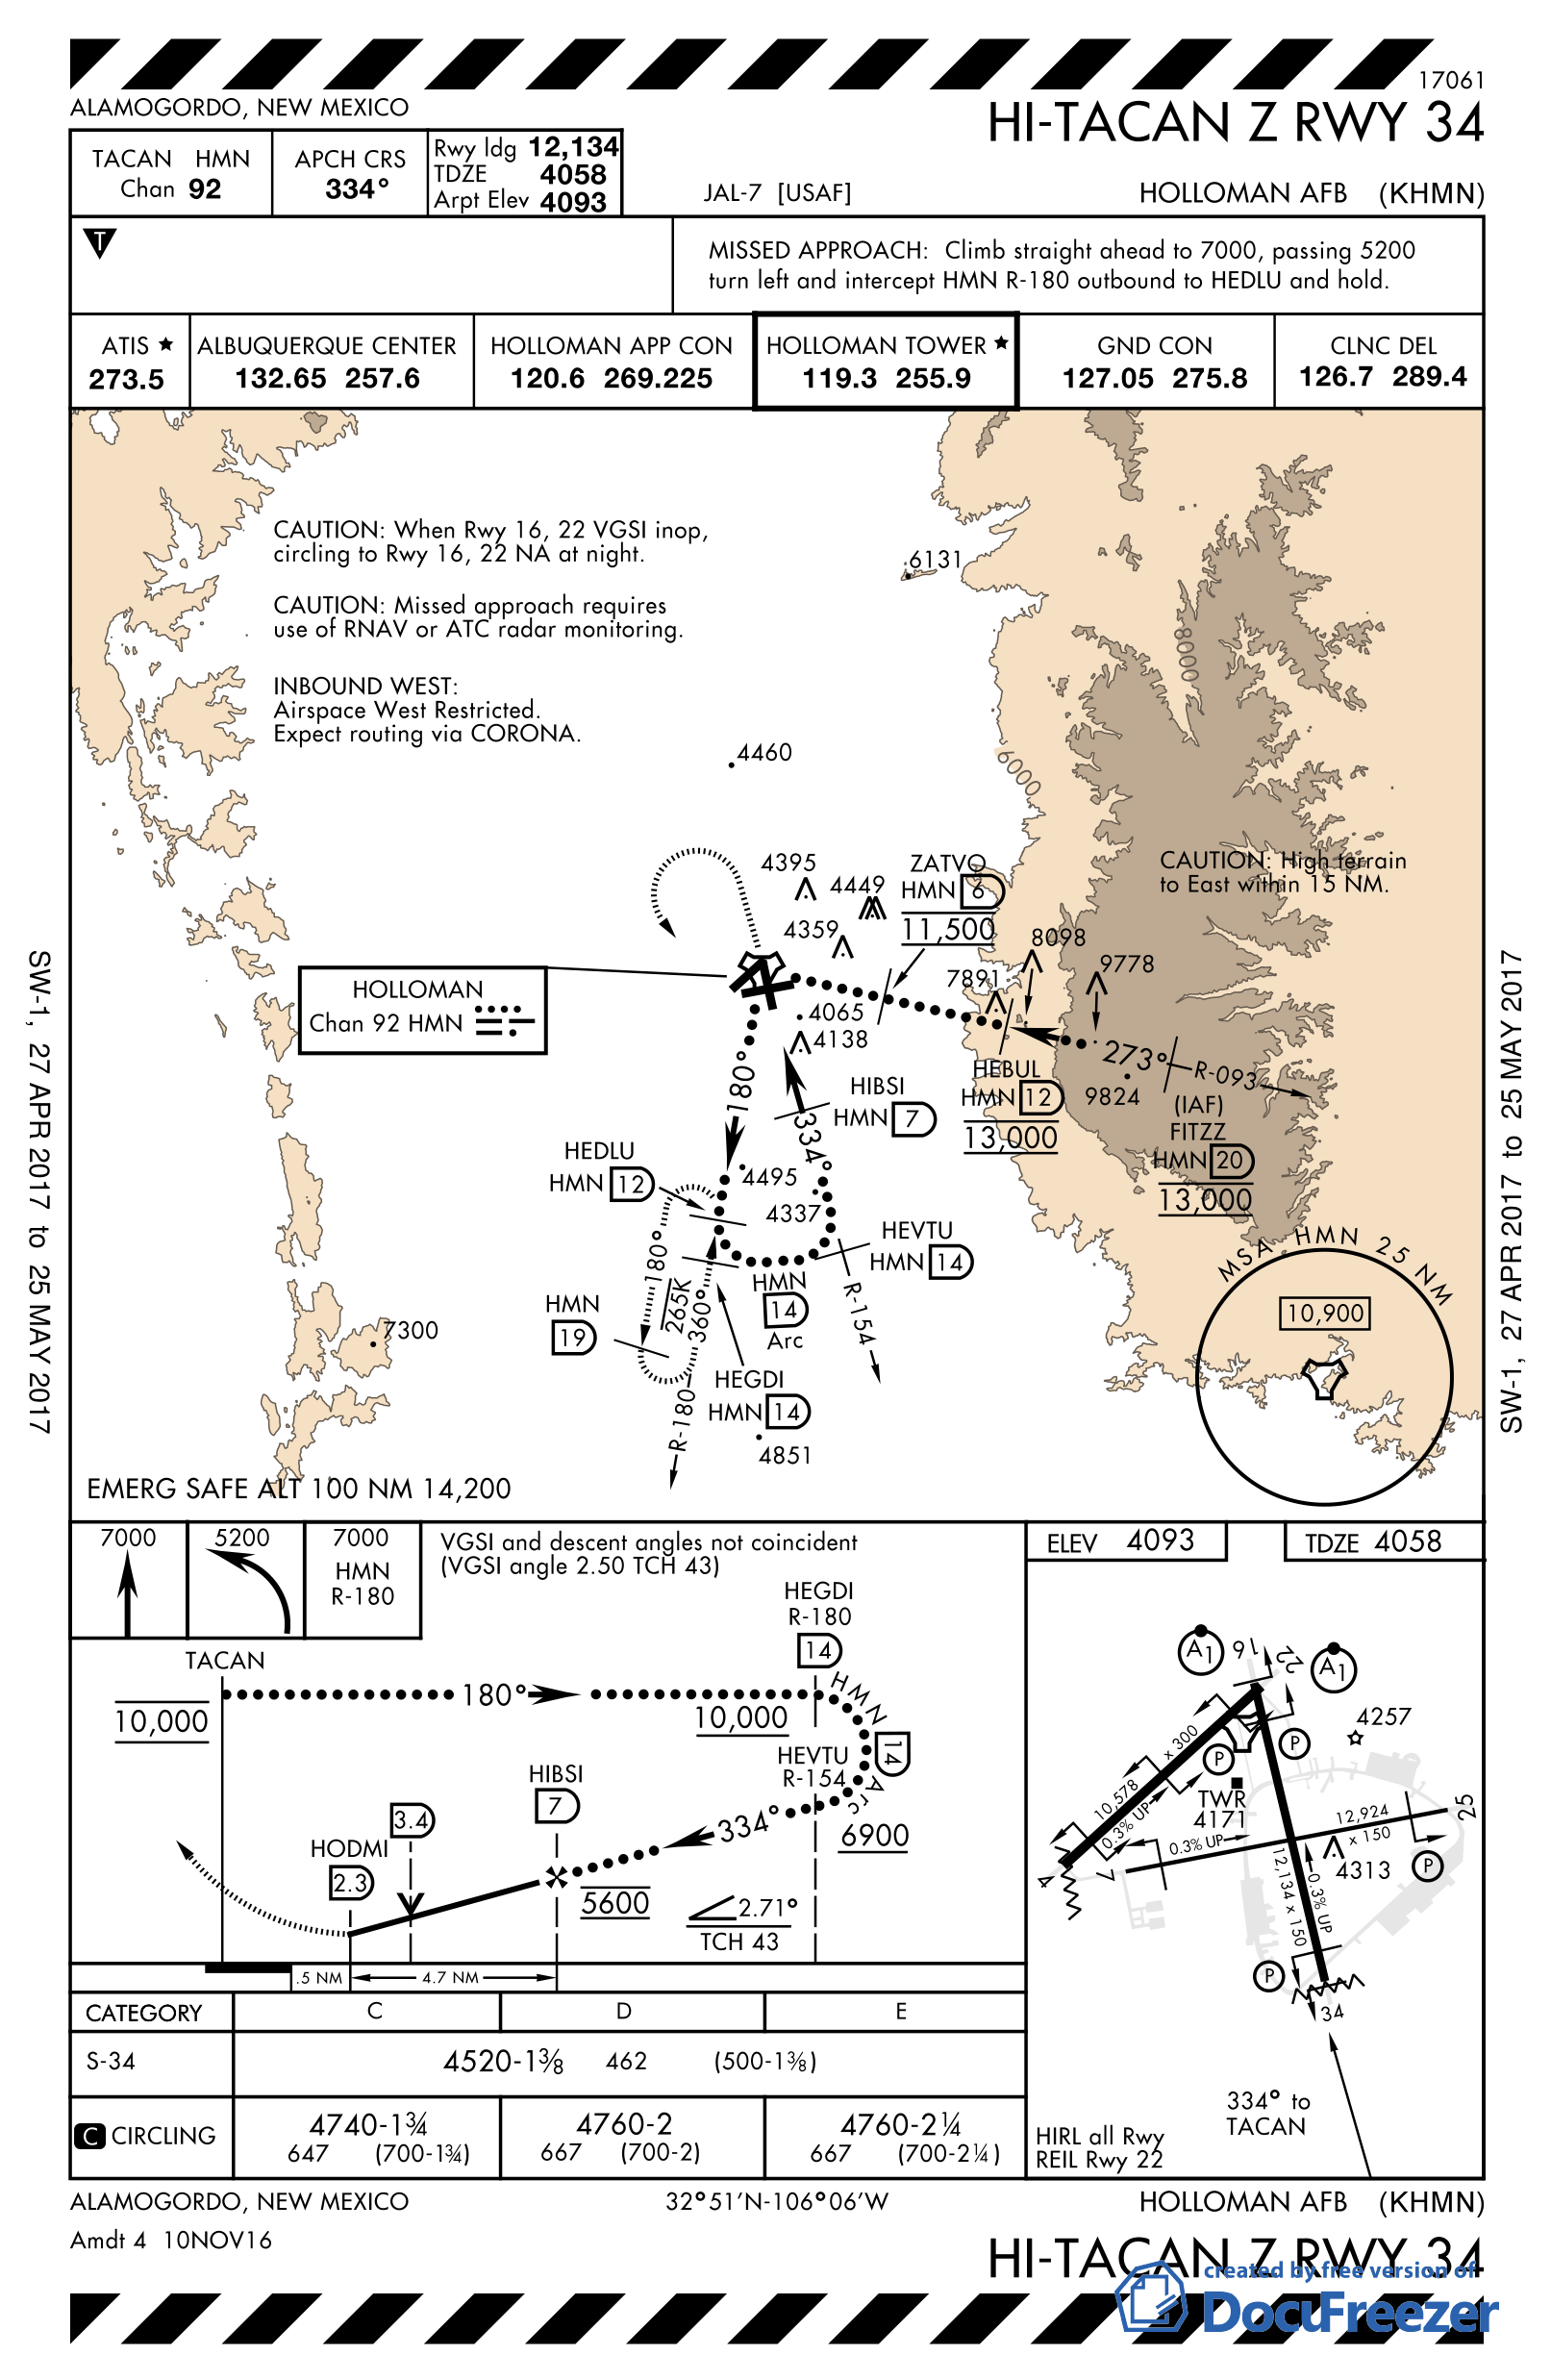 17061
ALAMOGORDO, NEW MEXICO
HI-TACAN Z RWY 34
TACAN HMN
Chan 92
APCH CRS
334°
Rwy ldg 12,134
TDZE 4058
Arpt Elev 4093
JAL-7 [USAF]
HOLLOMAN AFB (KHMN)
T
MISSED APPROACH: Climb straight ahead to 7000, passing 5200
turn left and intercept HMN R-180 outbound to HEDLU and hold.
ATIS
273.5
ALBUQUERQUE CENTER
132.65 257.6
HOLLOMAN APP CON
120.6 269.225
HOLLOMAN TOWER
119.3 255.9
GND CON
127.05 275.8
CLNC DEL
126.7 289.4
CAUTION: When Rwy 16, 22 VGSI inop,
circling to Rwy 16, 22 NA at night.
6131
CAUTION: Missed approach requires
use of RNAV or ATC radar monitoring.
8000
INBOUND WEST:
Airspace West Restricted.
Expect routing via CORONA.
4460
6000
CAUTION: High terrain
to East within 15 NM.
4395
4449
4359
ZATVO
HMN 6
11,500
8098
9778
7891
HOLLOMAN
Chan 92 HMN
4065
4138
273°
R-093
HEBUL
HMN 12
13,000
9824
(IAF)
FITZZ
HMN 20
13,000
180°
HIBSI
HMN 7
334°
HEDLU
HMN 12
4495
4337
HEVTU
HMN 14
HMN
14
Arc
R-154
180°
265K
360°
HMN
19
7300
HEGDI
HMN 14
R-180
4851
MSA HMN 25 NM
10,900
EMERG SAFE ALT 100 NM 14,200
SW-1, 27 APR 2017 to 25 MAY 2017
SW-1, 27 APR 2017 to 25 MAY 2017
7000
5200
7000
HMN
R-180
VGSI and descent angles not coincident
(VGSI angle 2.50 TCH 43)
HEGDI
R-180
14
TACAN
10,000
180°
10,000
HMN
14
Arc
HEVTU
R-154
HIBSI
7
334°
6900
3.4
HODMI
2.3
5600
2.71°
TCH 43
.5 NM
4.7 NM
ELEV 4093
TDZE 4058
A1
16
22
A1
4257
P
P
x 300
10,578
0.3% UP
TWR
4171
12,924
x 150
25
0.3% UP
4313
P
7
4
12,134 x 150
0.3% UP
P
34
334° to
TACAN
HIRL all Rwy
REIL Rwy 22
CATEGORY
C
D
E
S-34
4520-1⅜ 462 (500-1⅜)
C CIRCLING
4740-1¾
647 (700-1¾)
4760-2
667 (700-2)
4760-2¼
667 (700-2¼)
ALAMOGORDO, NEW MEXICO
32°51'N-106°06'W
HOLLOMAN AFB (KHMN)
Amdt 4 10NOV16
HI-TACAN Z RWY 34
created by free version of
DocuFreezer